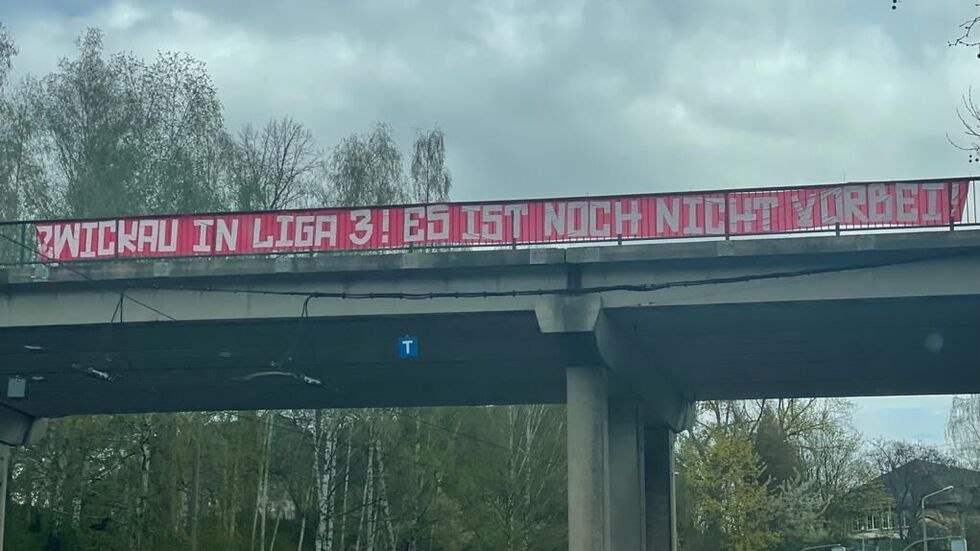 ZWICKAU IN LIGA 3! ES IST NOCH NICHT VORBEI!
T